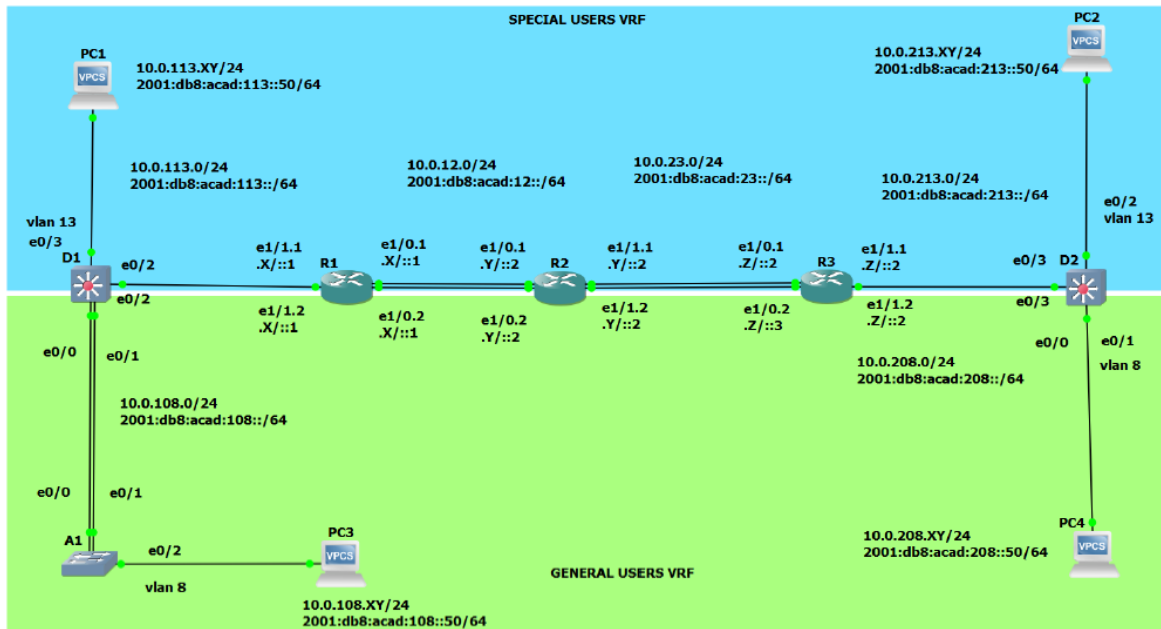 SPECIAL USERS VRF
PC1
VPCS
10.0.113.XY/24
2001:db8:acad:113::50/64
PC2
VPCS
10.0.213.XY/24
2001:db8:acad:213::50/64
10.0.113.0/24
2001:db8:acad:113::/64
10.0.12.0/24
2001:db8:acad:12::/64
10.0.23.0/24
2001:db8:acad:23::/64
10.0.213.0/24
2001:db8:acad:213::/64
vlan 13
e0/3
D1
e0/2
e0/2
e1/1.1
.X/::1
R1
e1/0.1
.X/::1
e1/0.1
.Y/::2
R2
e1/1.1
.Y/::2
e1/0.1
.Z/::2
R3
e1/1.1
.Z/::2
e0/2
vlan 13
e0/3
D2
e0/3
e1/1.2
.X/::1
e1/0.2
.X/::1
e1/0.2
.Y/::2
e1/1.2
.Y/::2
e1/0.2
.Z/::3
e1/1.2
.Z/::2
e0/0
e0/1
vlan 8
e0/0
e0/1
10.0.108.0/24
2001:db8:acad:108::/64
10.0.208.0/24
2001:db8:acad:208::/64
e0/0
e0/1
A1
e0/2
vlan 8
PC3
VPCS
10.0.108.XY/24
2001:db8:acad:108::50/64
10.0.208.XY/24
2001:db8:acad:208::50/64
PC4
VPCS
GENERAL USERS VRF